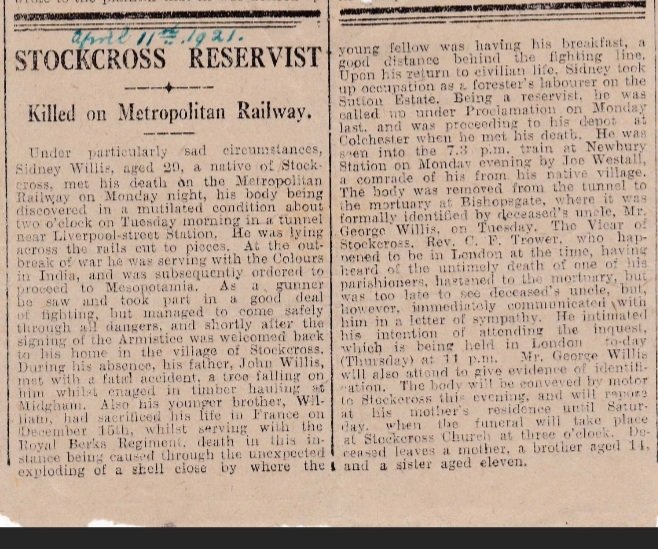 April 11th 1921.
STOCKCROSS RESERVIST
Killed on Metropolitan Railway.
Under particularly sad circumstances,
Sidney Willis, aged 29, a native of Stock-
cross, met his death on the Metropolitan
Railway on Monday night, his body being
discovered in a mutilated condition about
two o'clock on Tuesday morning in a tunnel
near Liverpool-street Station. He was lying
across the rails cut to pieces. At the out-
break of war he was serving with the Colours
in India, and was subsequently ordered to
proceed to Mesopotamia. As a gunner
he saw and took part in a good deal
of fighting, but managed to come safely
through all dangers, and shortly after the
signing of the Armistice was welcomed back
to his home in the village of Stockcross.
During his absence, his father, John Willis,
met with a fatal accident, a tree falling on
him whilst enaged in timber hauling at
Midgham. Also his younger brother, Wil-
liam, had sacrificed his life in France on
December 16th, whilst serving with the
Royal Berks Regiment, death in this in-
stance being caused through the unexpected
exploding of a shell close by where the
young fellow was having his breakfast, a
good distance behind the fighting line.
Upon his return to civilian life, Sidney took
up occupation as a forester's labourer on the
Sutton Estate. Being a reservist, he was
called up under Proclamation on Monday
last, and was proceeding to his depot at
Colchester when he met his death. He was
seen into the 7.3 p.m. train at Newbury
Station on Monday evening by Joe Westall,
a comrade of his from his native village.
The body was removed from the tunnel to
the mortuary at Bishopsgate, where it was
formally identified by deceased's uncle, Mr.
George Willis, on Tuesday. The Vicar of
Stockcross, Rev. C. F. Trower, who hap-
pened to be in London at the time, having
heard of the untimely death of one of his
parishioners, hastened to the mortuary, but
was too late to see deceased's uncle, but,
however, immediately communicated with
him in a letter of sympathy. He intimated
his intention of attending the inquest,
which is being held in London to-day
(Thursday) at 11 p.m. Mr. George Willis
will also attend to give evidence of identifi-
cation. The body will be conveyed by motor
to Stockcross this evening, and will repose
at his mother's residence until Satur-
day, when the funeral will take place
at Stockcross Church at three o'clock. De-
ceased leaves a mother, a brother aged 14,
and a sister aged eleven.